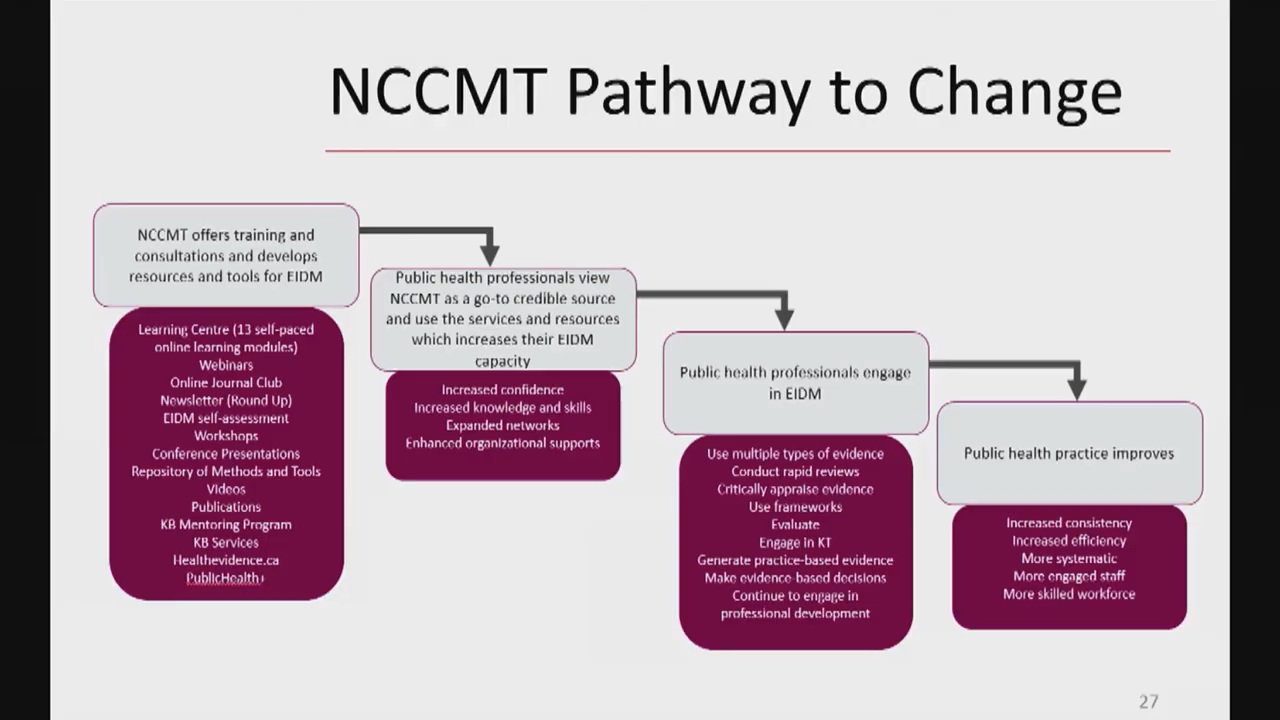 NCCMT Pathway to Change
NCCMT offers training and
consultations and develops
resources and tools for EIDM
Learning Centre (13 self-paced
online learning modules)
Webinars
Online Journal Club
Newsletter (Round Up)
EIDM self-assessment
Workshops
Conference Presentations
Repository of Methods and Tools
Videos
Publications
KB Mentoring Program
KB Services
Healthevidence.ca
PublicHealth+
Public health professionals view
NCCMT as a go-to credible source
and use the services and resources
which increases their EIDM
capacity
Increased confidence
Increased knowledge and skills
Expanded networks
Enhanced organizational supports
Public health professionals engage
in EIDM
Use multiple types of evidence
Conduct rapid reviews
Critically appraise evidence
Use frameworks
Evaluate
Engage in KT
Generate practice-based evidence
Make evidence-based decisions
Continue to engage in
professional development
Public health practice improves
Increased consistency
Increased efficiency
More systematic
More engaged staff
More skilled workforce
27